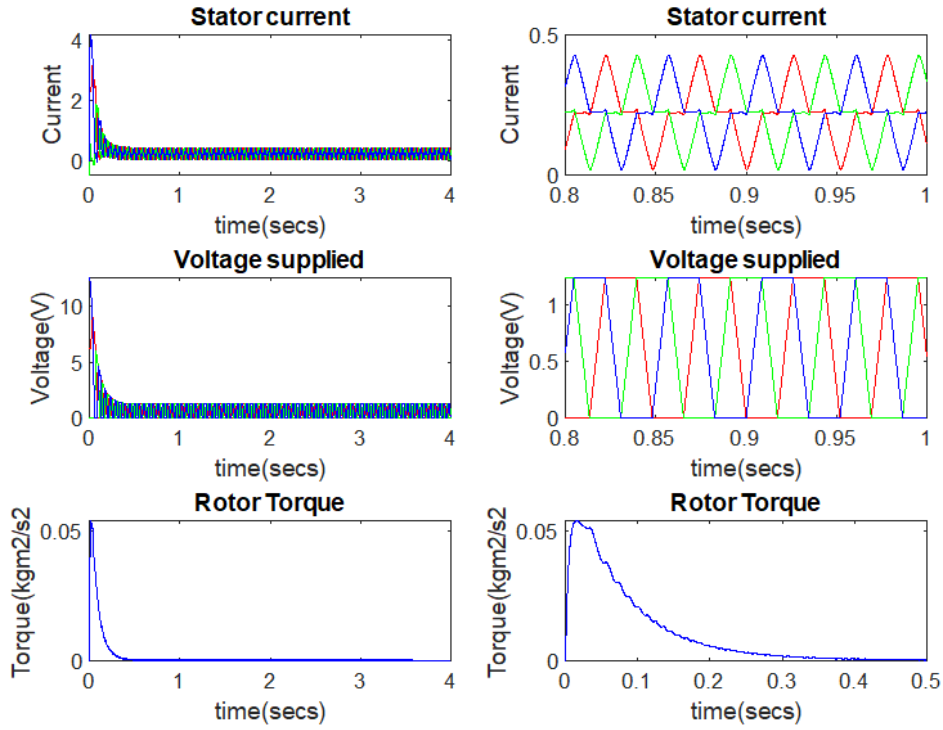 Stator current
Current
4
2
0
0 1 2 3 4
time(secs)
Stator current
Current
0.5
0
0.8 0.85 0.9 0.95 1
time(secs)
Voltage supplied
Voltage(V)
10
5
0
0 1 2 3 4
time(secs)
Voltage supplied
Voltage(V)
1
0.5
0
0.8 0.85 0.9 0.95 1
time(secs)
Rotor Torque
Torque(kgm2/s2
0.05
0
0 1 2 3 4
time(secs)
Rotor Torque
Torque(kgm2/s2
0.05
0
0 0.1 0.2 0.3 0.4 0.5
time(secs)